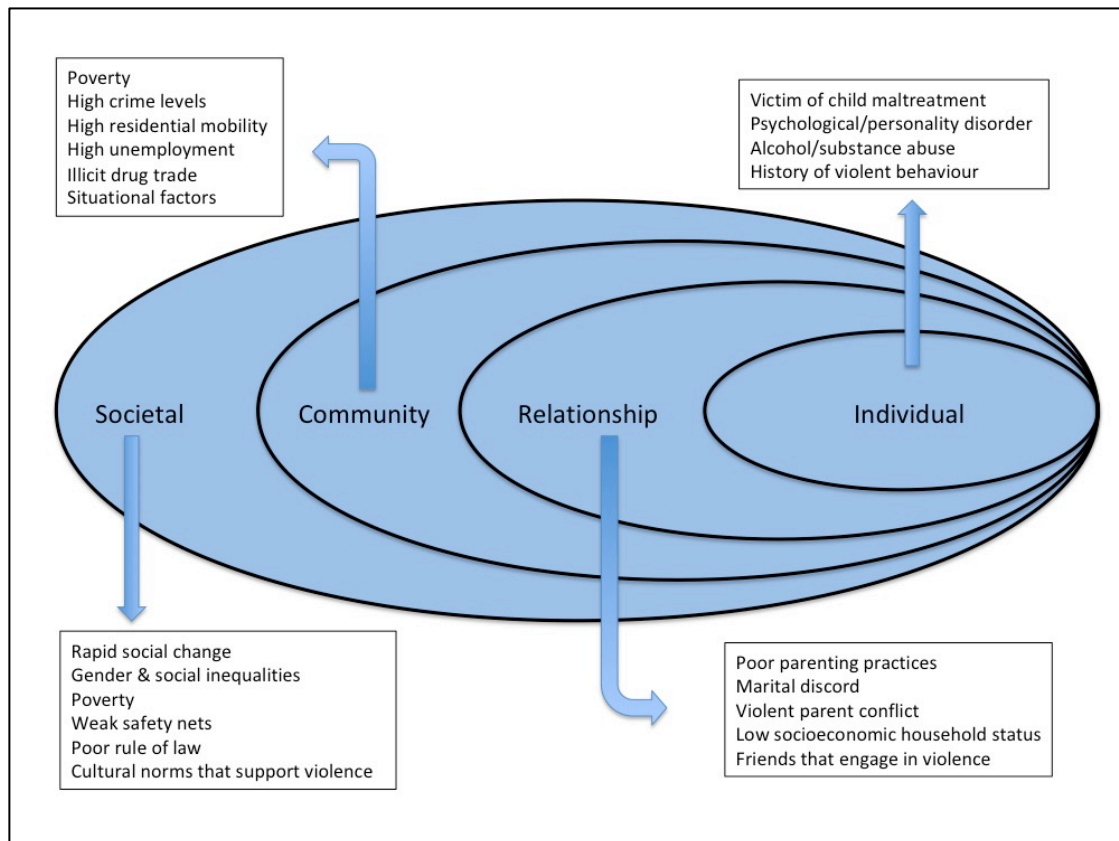 Poverty
High crime levels
High residential mobility
High unemployment
Illicit drug trade
Situational factors
Victim of child maltreatment
Psychological/personality disorder
Alcohol/substance abuse
History of violent behaviour
Societal
Community
Relationship
Individual
Rapid social change
Gender & social inequalities
Poverty
Weak safety nets
Poor rule of law
Cultural norms that support violence
Poor parenting practices
Marital discord
Violent parent conflict
Low socioeconomic household status
Friends that engage in violence